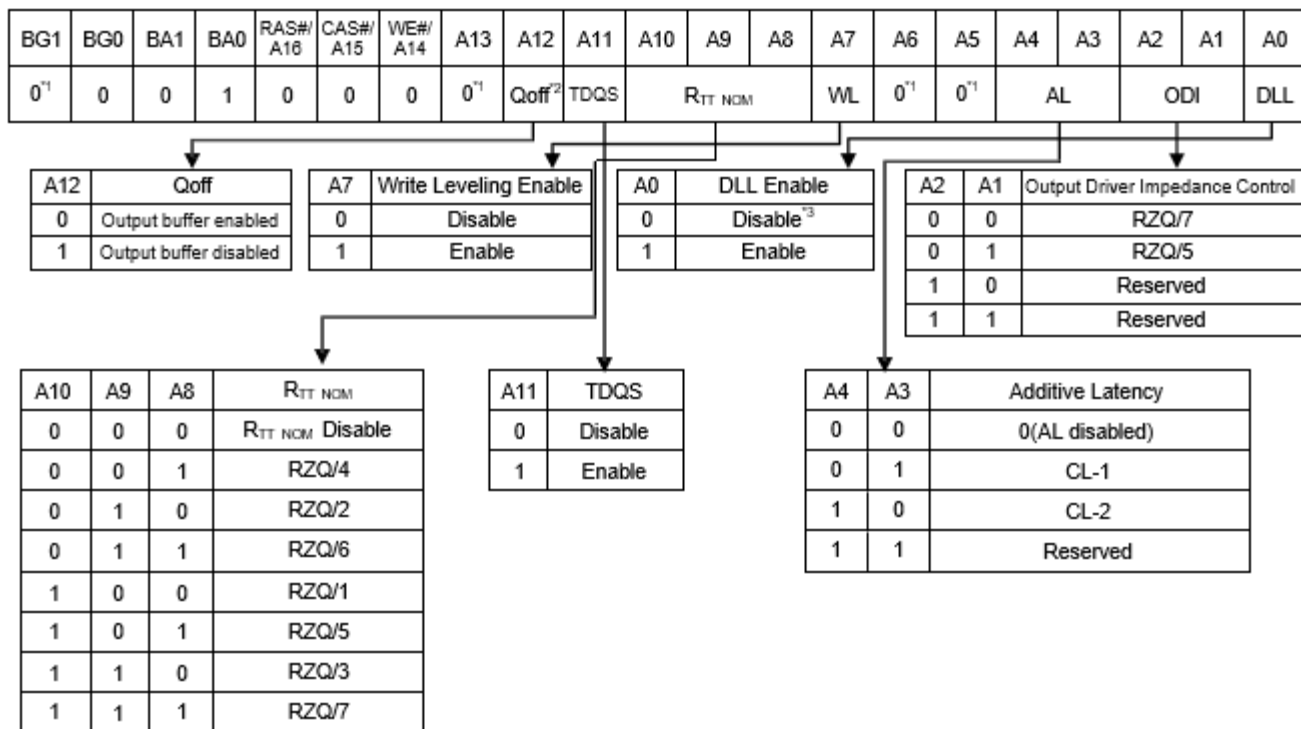 BG1 BG0 BA1 BA0 RAS#/A16 CAS#/A15 WE#/A14 A13 A12 A11 A10 A9 A8 A7 A6 A5 A4 A3 A2 A1 A0
0*1 0 0 1 0 0 0 0*1 Qoff*2 TDQS RTT NOM WL 0*1 0*1 AL ODI DLL
A12 Qoff
0 Output buffer enabled
1 Output buffer disabled
A7 Write Leveling Enable
0 Disable
1 Enable
A0 DLL Enable
0 Disable*3
1 Enable
A2 A1 Output Driver Impedance Control
0 0 RZQ/7
0 1 RZQ/5
1 0 Reserved
1 1 Reserved
A10 A9 A8 RTT NOM
0 0 0 RTT NOM Disable
0 0 1 RZQ/4
0 1 0 RZQ/2
0 1 1 RZQ/6
1 0 0 RZQ/1
1 0 1 RZQ/5
1 1 0 RZQ/3
1 1 1 RZQ/7
A11 TDQS
0 Disable
1 Enable
A4 A3 Additive Latency
0 0 0(AL disabled)
0 1 CL-1
1 0 CL-2
1 1 Reserved